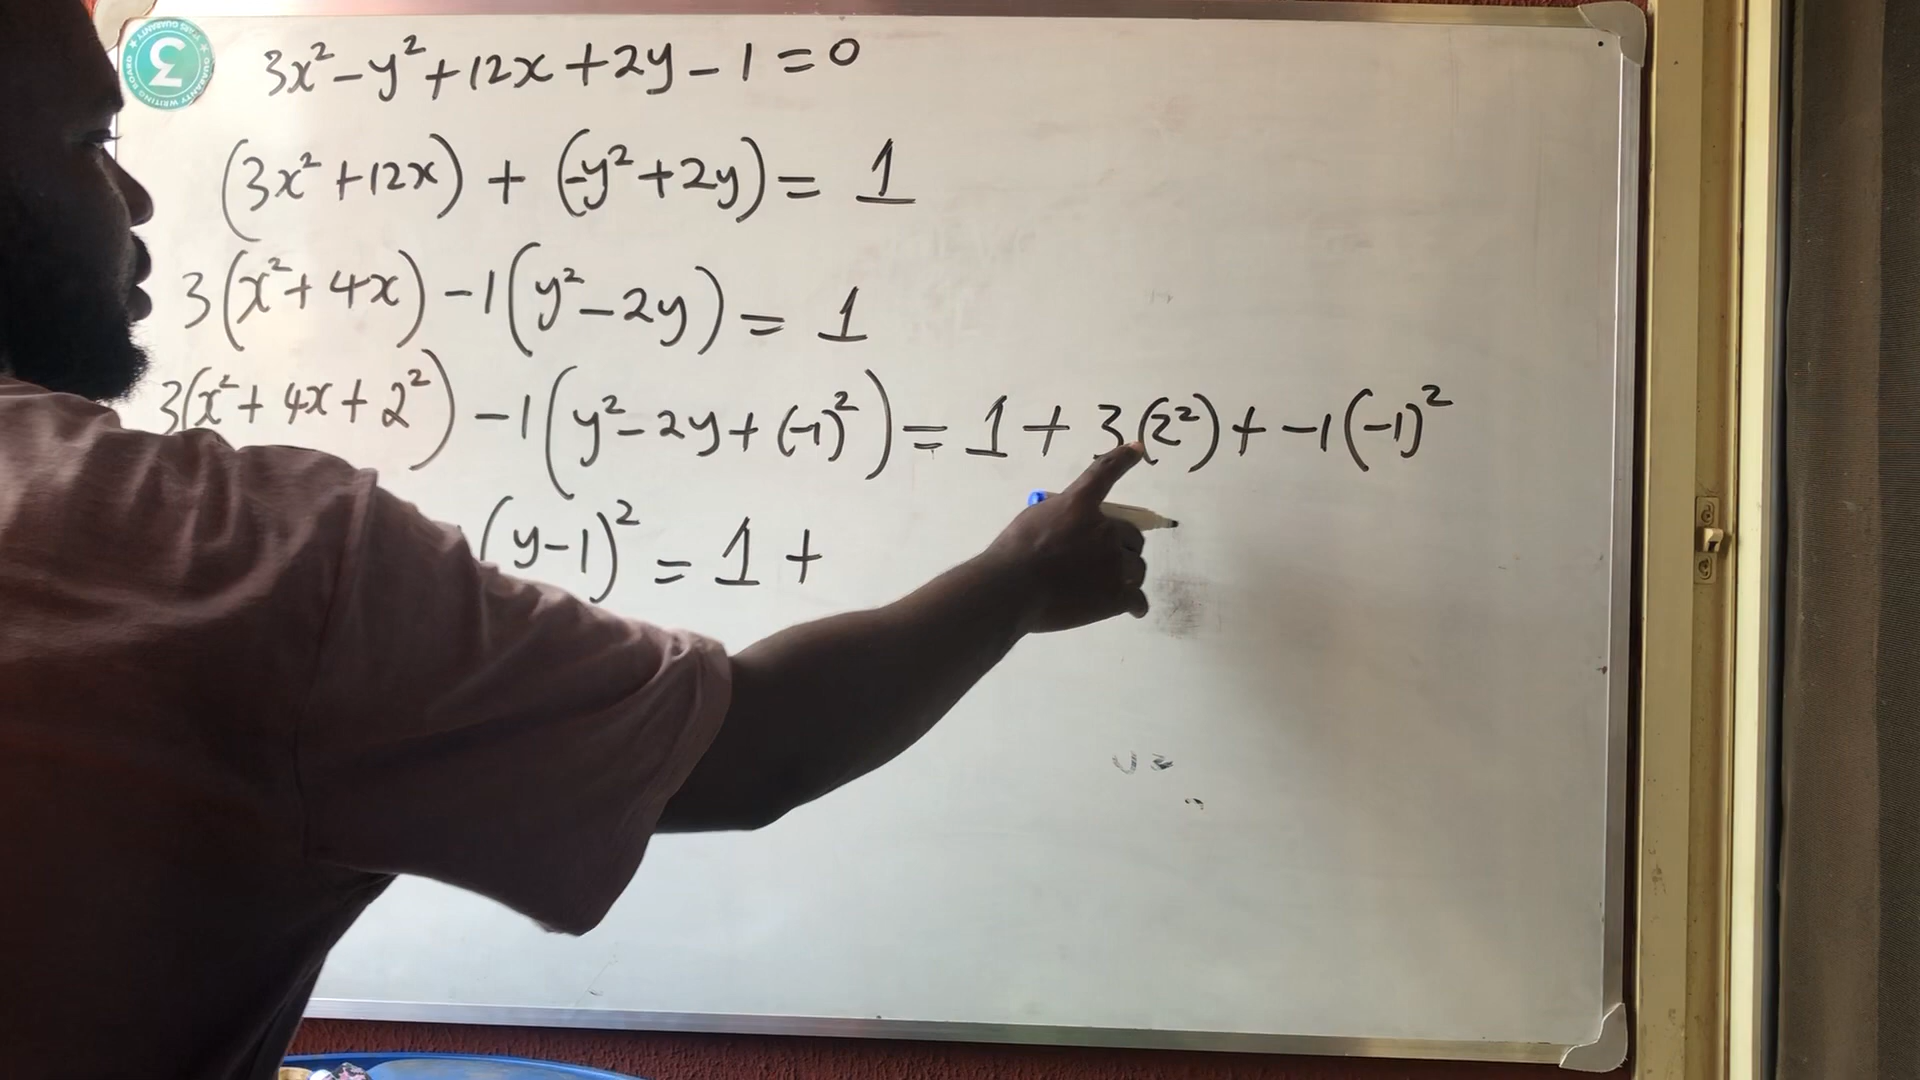 3x² - y² + 12x + 2y - 1 = 0
(3x² + 12x) + (-y² + 2y) = 1
3(x² + 4x) - 1(y² - 2y) = 1
3(x² + 4x + 2²) - 1(y² - 2y + (-1)²) = 1 + 3(2²) + -1(-1)²
(y-1)² = 1 +